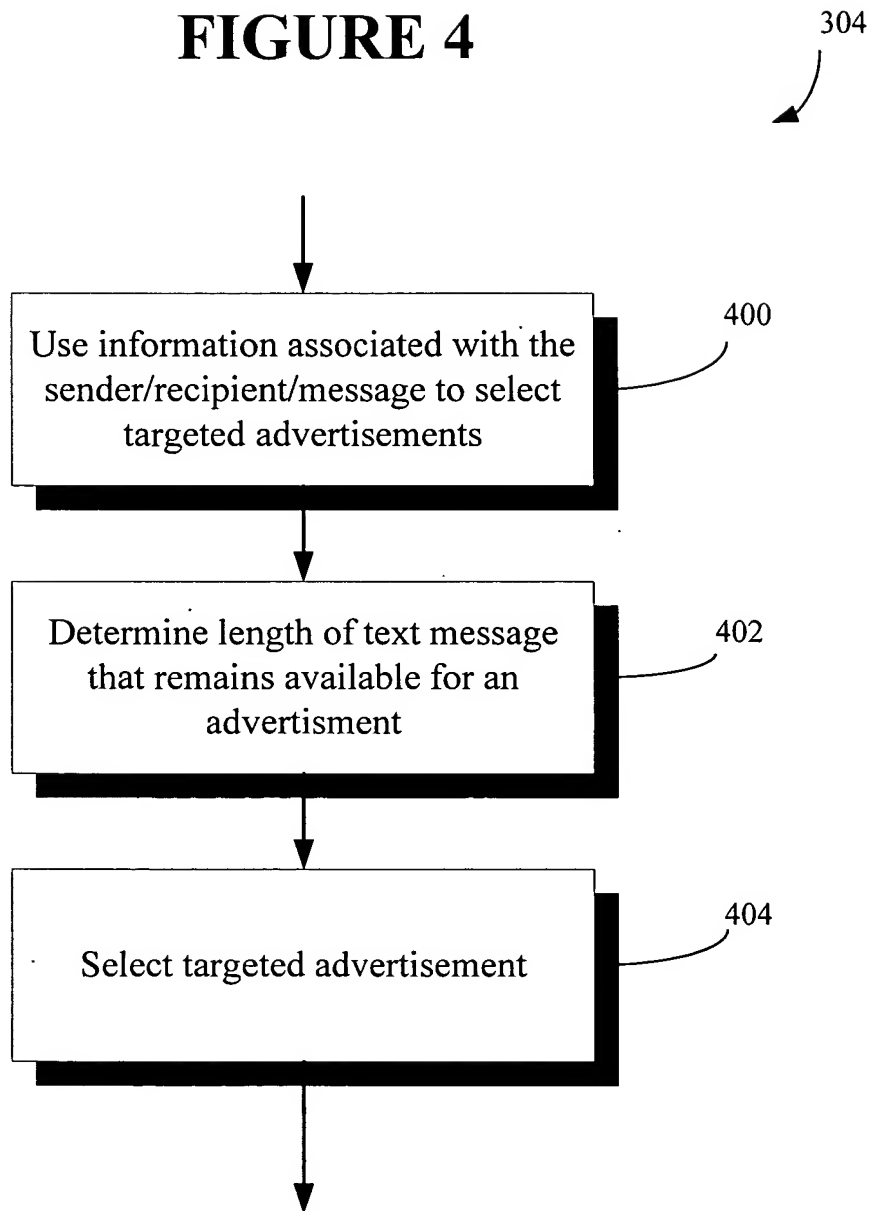 FIGURE 4
304
Use information associated with the
sender/recipient/message to select
targeted advertisements
400
Determine length of text message
that remains available for an
advertisment
402
Select targeted advertisement
404